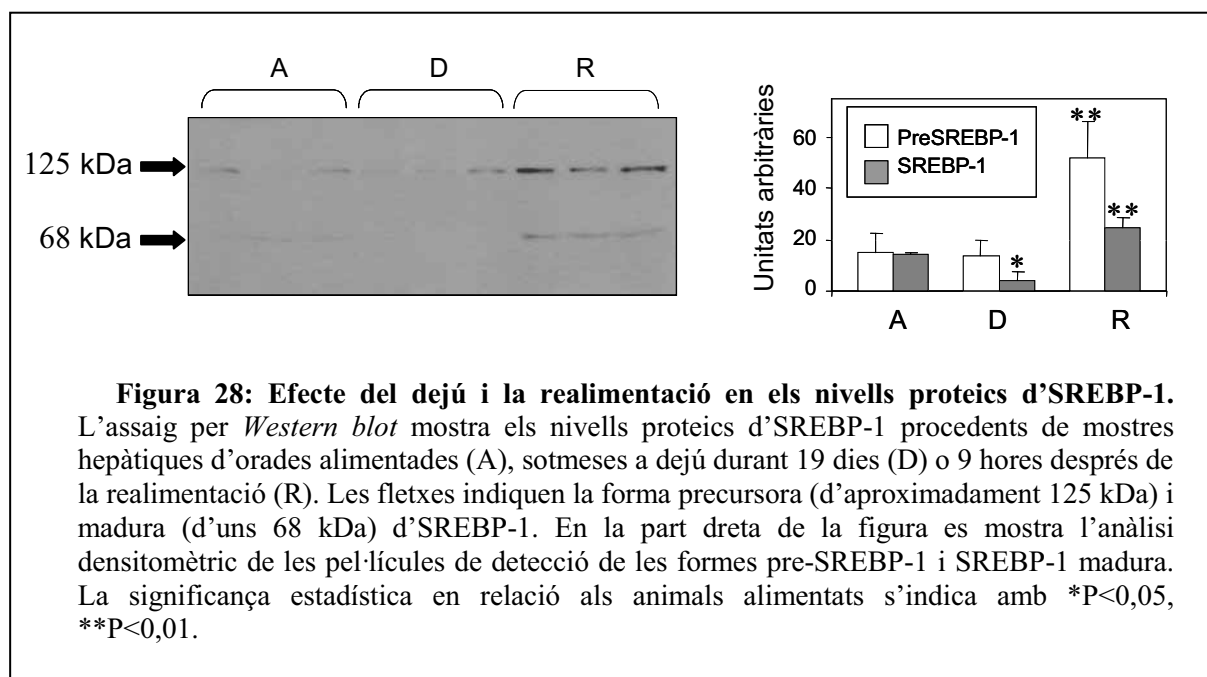 A D R
125 kDa
68 kDa
Unitats arbitràries
60
40
20
0
PreSREBP-1
SREBP-1
**
**
*
A D R
Figura 28: Efecte del dejú i la realimentació en els nivells proteics d’SREBP-1.
L’assaig per Western blot mostra els nivells proteics d’SREBP-1 procedents de mostres
hepàtiques d’orades alimentades (A), sotmeses a dejú durant 19 dies (D) o 9 hores després de
la realimentació (R). Les fletxes indiquen la forma precursora (d’aproximadament 125 kDa) i
madura (d’uns 68 kDa) d’SREBP-1. En la part dreta de la figura es mostra l’anàlisi
densitomètric de les pel·lícules de detecció de les formes pre-SREBP-1 i SREBP-1 madura.
La significança estadística en relació als animals alimentats s’indica amb *P<0,05,
**P<0,01.